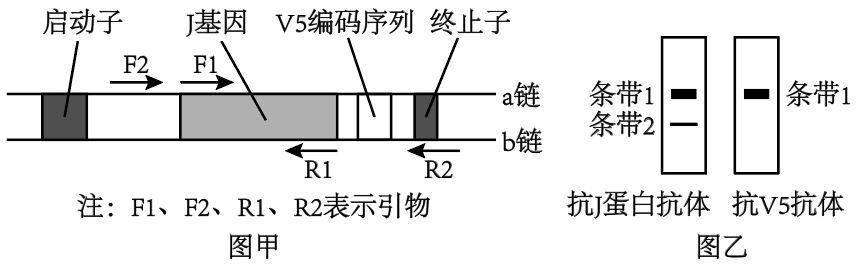 启动子 J基因 V5编码序列 终止子
F2 F1
a链
b链
R1 R2
注：F1、F2、R1、R2表示引物
图甲
条带1 条带1
条带2
抗J蛋白抗体 抗V5抗体
图乙